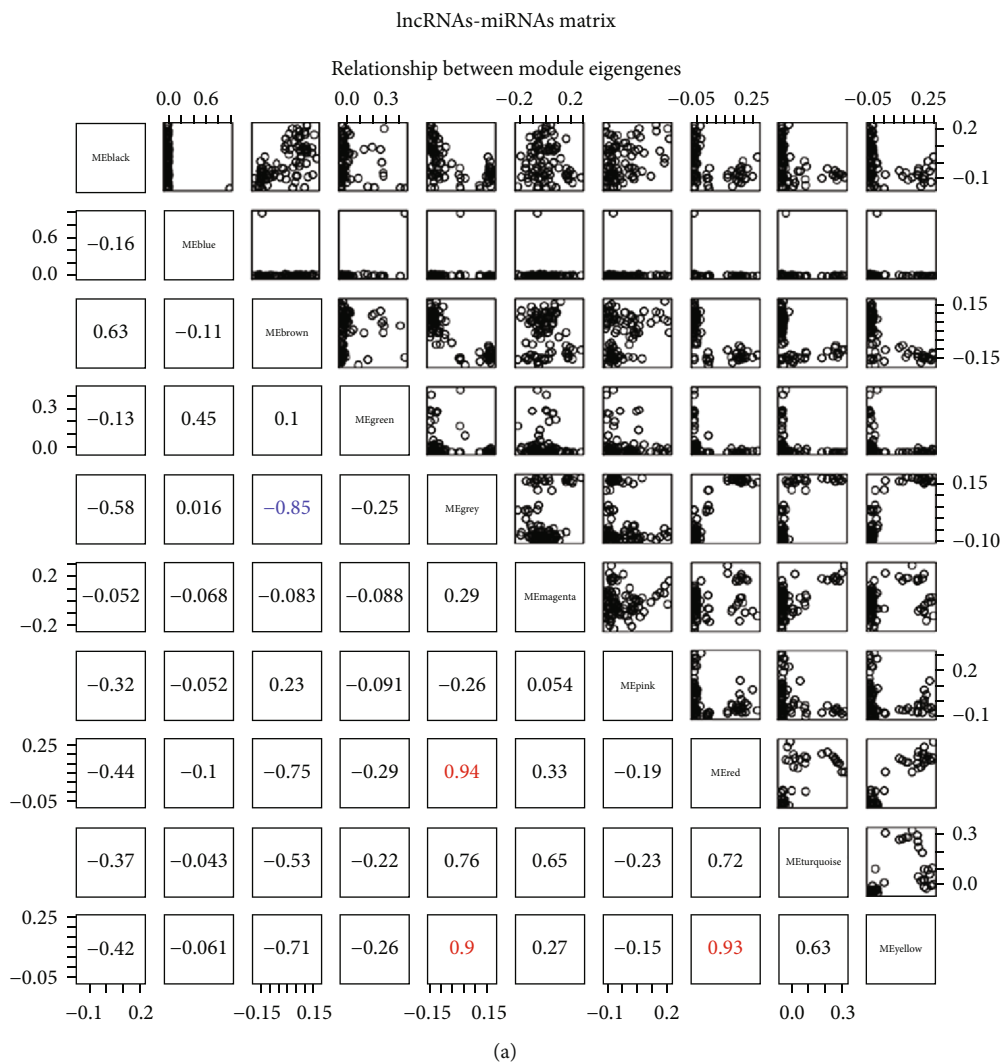 lncRNAs-miRNAs matrix
Relationship between module eigengenes
0.0 0.6 0.0 0.3 −0.2 0.2 −0.05 0.25 −0.05 0.25
MEblack 0.2 −0.1
0.6 0.0 −0.16 MEblue
0.63 −0.11 MEbrown 0.15 −0.15
0.3 0.0 −0.13 0.45 0.1 MEgreen
−0.58 0.016 −0.85 −0.25 MEgrey 0.15 −0.10
0.2 −0.2 −0.052 −0.068 −0.083 −0.088 0.29 MEmagenta
−0.32 −0.052 0.23 −0.091 −0.26 0.054 MEpink 0.2 −0.1
0.25 −0.05 −0.44 −0.1 −0.75 −0.29 0.94 0.33 −0.19 MEred
−0.37 −0.043 −0.53 −0.22 0.76 0.65 −0.23 0.72 MEturquoise 0.3 0.0
0.25 −0.05 −0.42 −0.061 −0.71 −0.26 0.9 0.27 −0.15 0.93 0.63 MEyellow
−0.1 0.2 −0.15 0.15 −0.10 0.15 −0.1 0.2 0.0 0.3
(a)